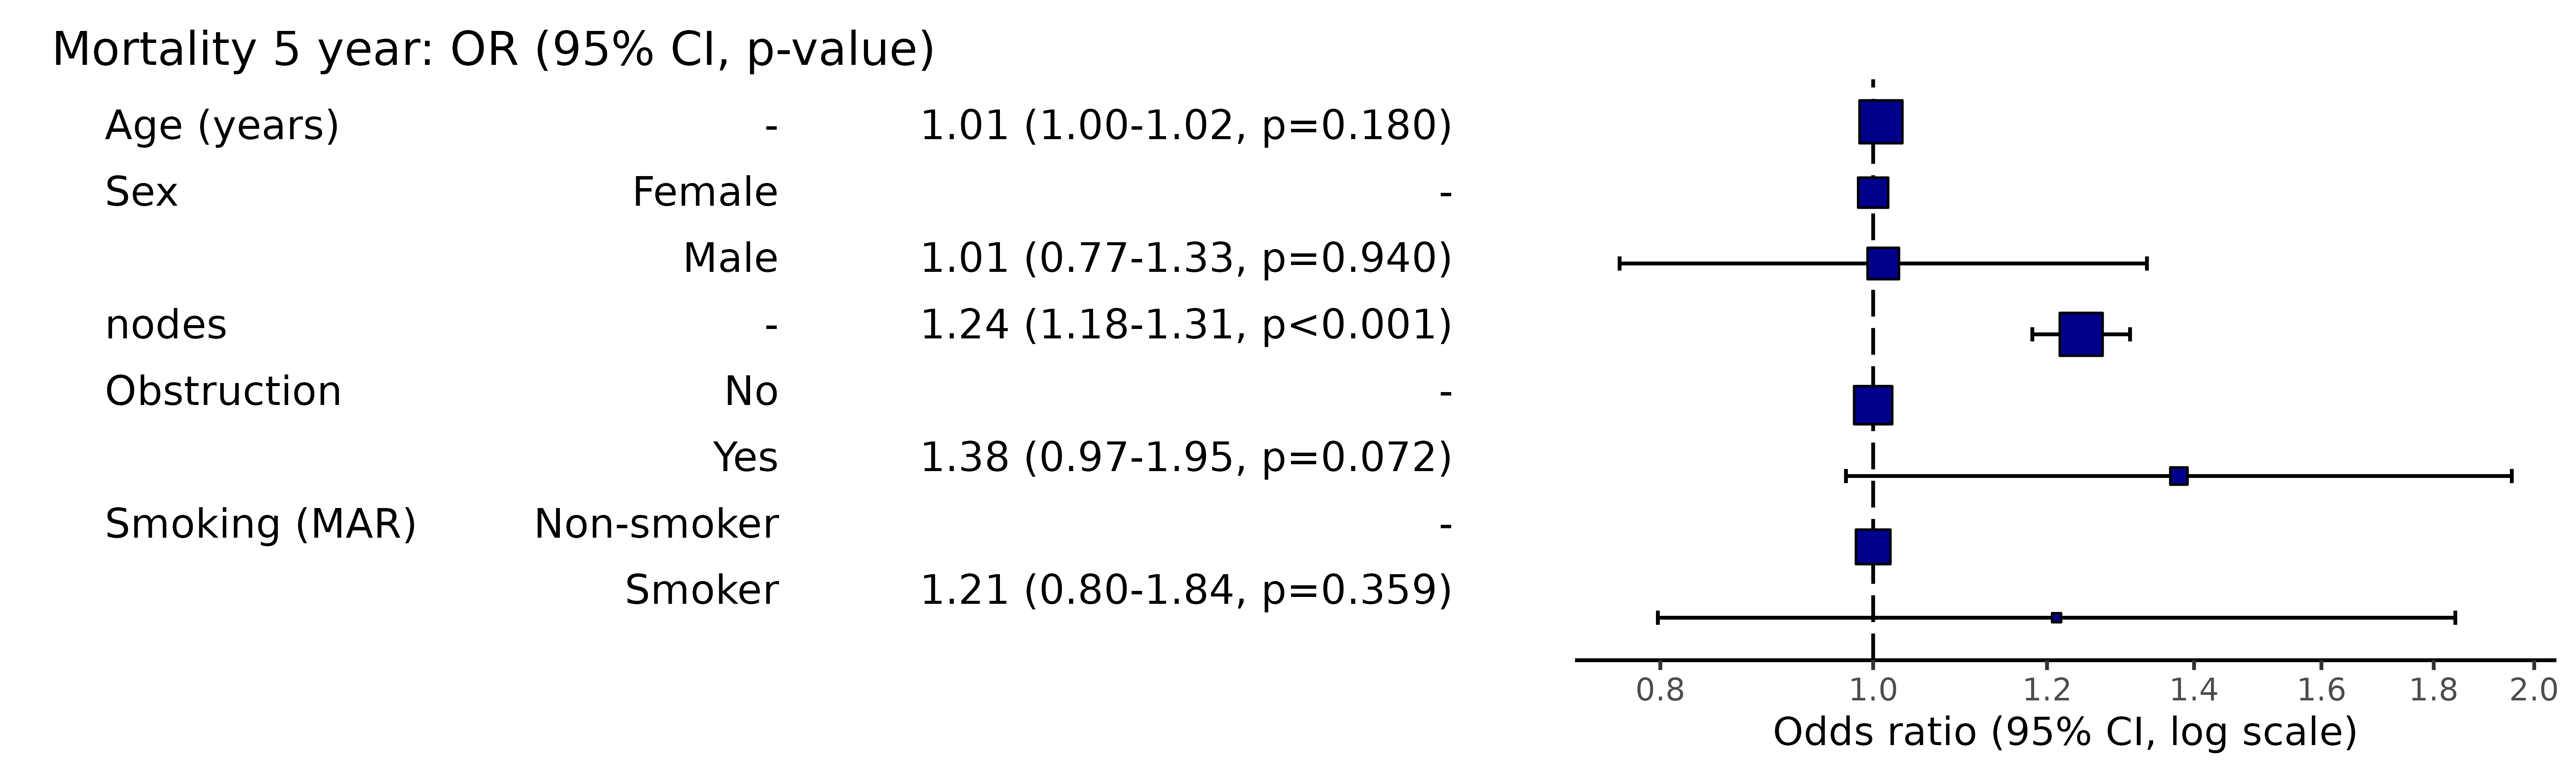 Mortality 5 year: OR (95% CI, p-value)
Age (years) - 1.01 (1.00-1.02, p=0.180)
Sex Female -
Male 1.01 (0.77-1.33, p=0.940)
nodes - 1.24 (1.18-1.31, p<0.001)
Obstruction No -
Yes 1.38 (0.97-1.95, p=0.072)
Smoking (MAR) Non-smoker -
Smoker 1.21 (0.80-1.84, p=0.359)
0.8 1.0 1.2 1.4 1.6 1.8 2.0
Odds ratio (95% CI, log scale)